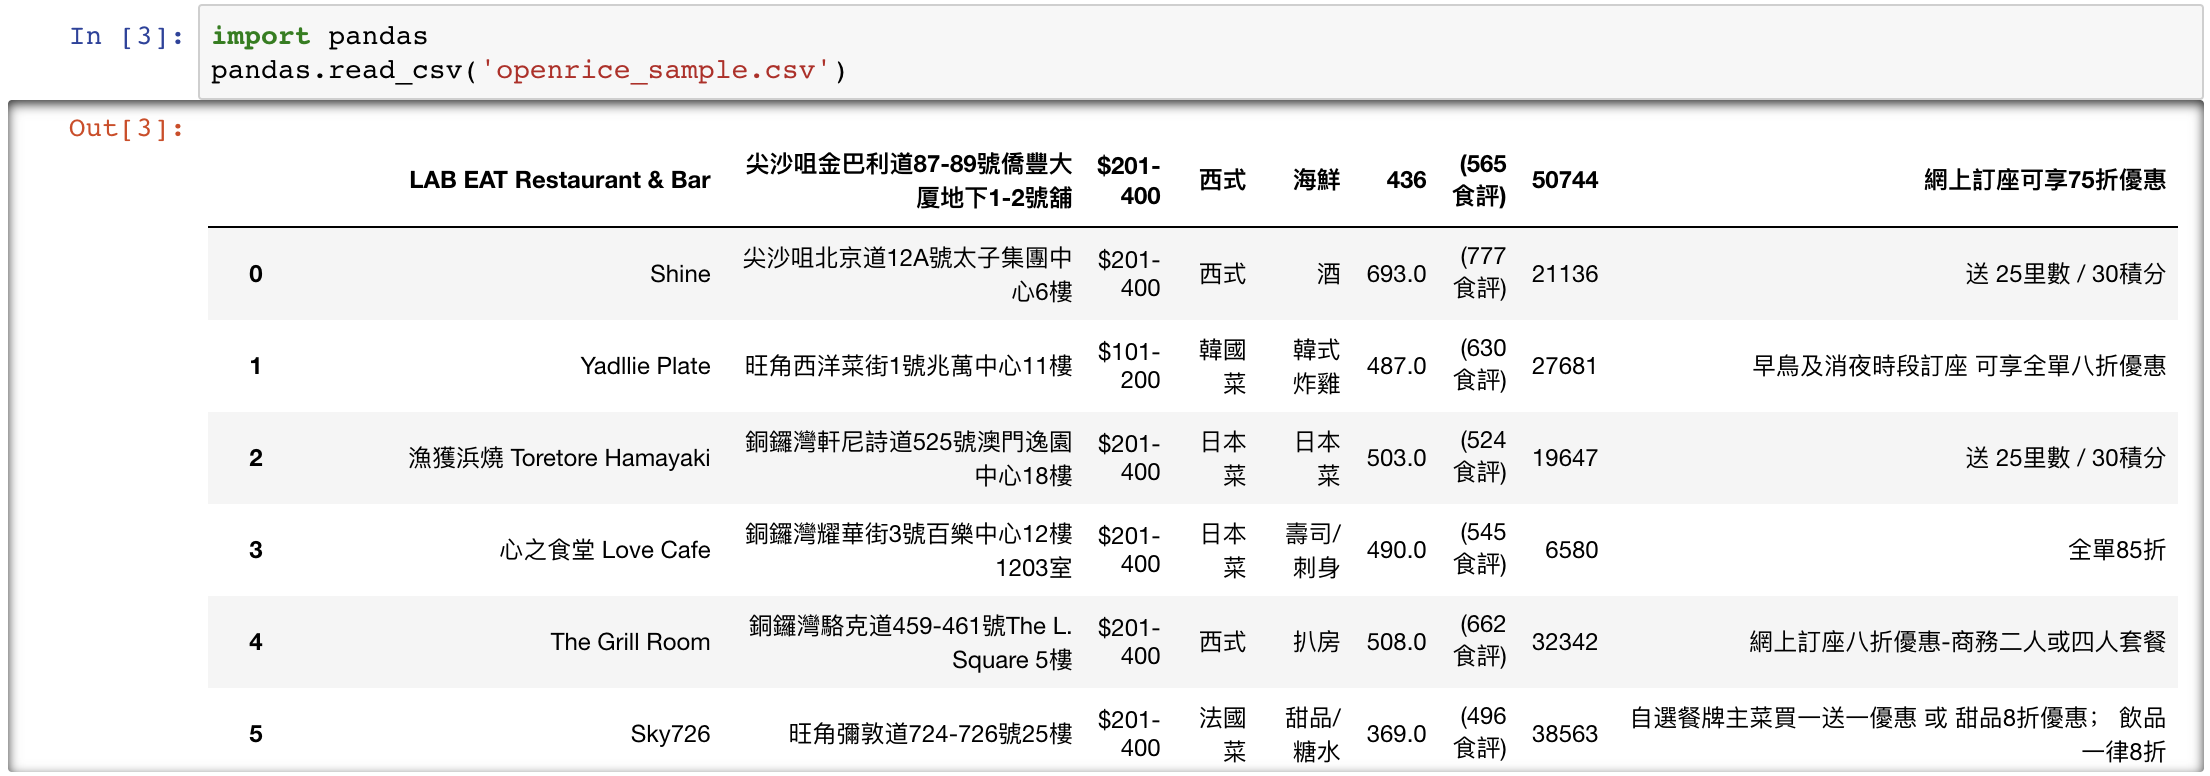 In [3]:
import pandas
pandas.read_csv('openrice_sample.csv')
Out[3]:
LAB EAT Restaurant & Bar 尖沙咀金巴利道87-89號僑豐大 $201- 西式 海鮮 436 (565 50744 網上訂座可享75折優惠
厦地下1-2號舖 400 食評)
0 Shine 尖沙咀北京道12A號太子集團中 $201- 西式 酒 693.0 (777 21136 送 25里數 / 30積分
心6樓 400 食評)
1 Yadllie Plate 旺角西洋菜街1號兆萬中心11樓 $101- 韓國 韓式 487.0 (630 27681 早鳥及消夜時段訂座 可享全單八折優惠
200 菜 炸雞 食評)
2 漁獲浜燒 Toretore Hamayaki 銅鑼灣軒尼詩道525號澳門逸園 $201- 日本 日本 503.0 (524 19647 送 25里數 / 30積分
中心18樓 400 菜 菜 食評)
3 心之食堂 Love Cafe 銅鑼灣耀華街3號百樂中心12樓 $201- 日本 壽司/ 490.0 (545 6580 全單85折
1203室 400 菜 刺身 食評)
4 The Grill Room 銅鑼灣駱克道459-461號The L. $201- 西式 扒房 508.0 (662 32342 網上訂座八折優惠-商務二人或四人套餐
Square 5樓 400 食評)
5 Sky726 旺角彌敦道724-726號25樓 $201- 法國 甜品/ 369.0 (496 38563 自選餐牌主菜買一送一優惠 或 甜品8折優惠； 飲品
400 菜 糖水 食評) 一律8折